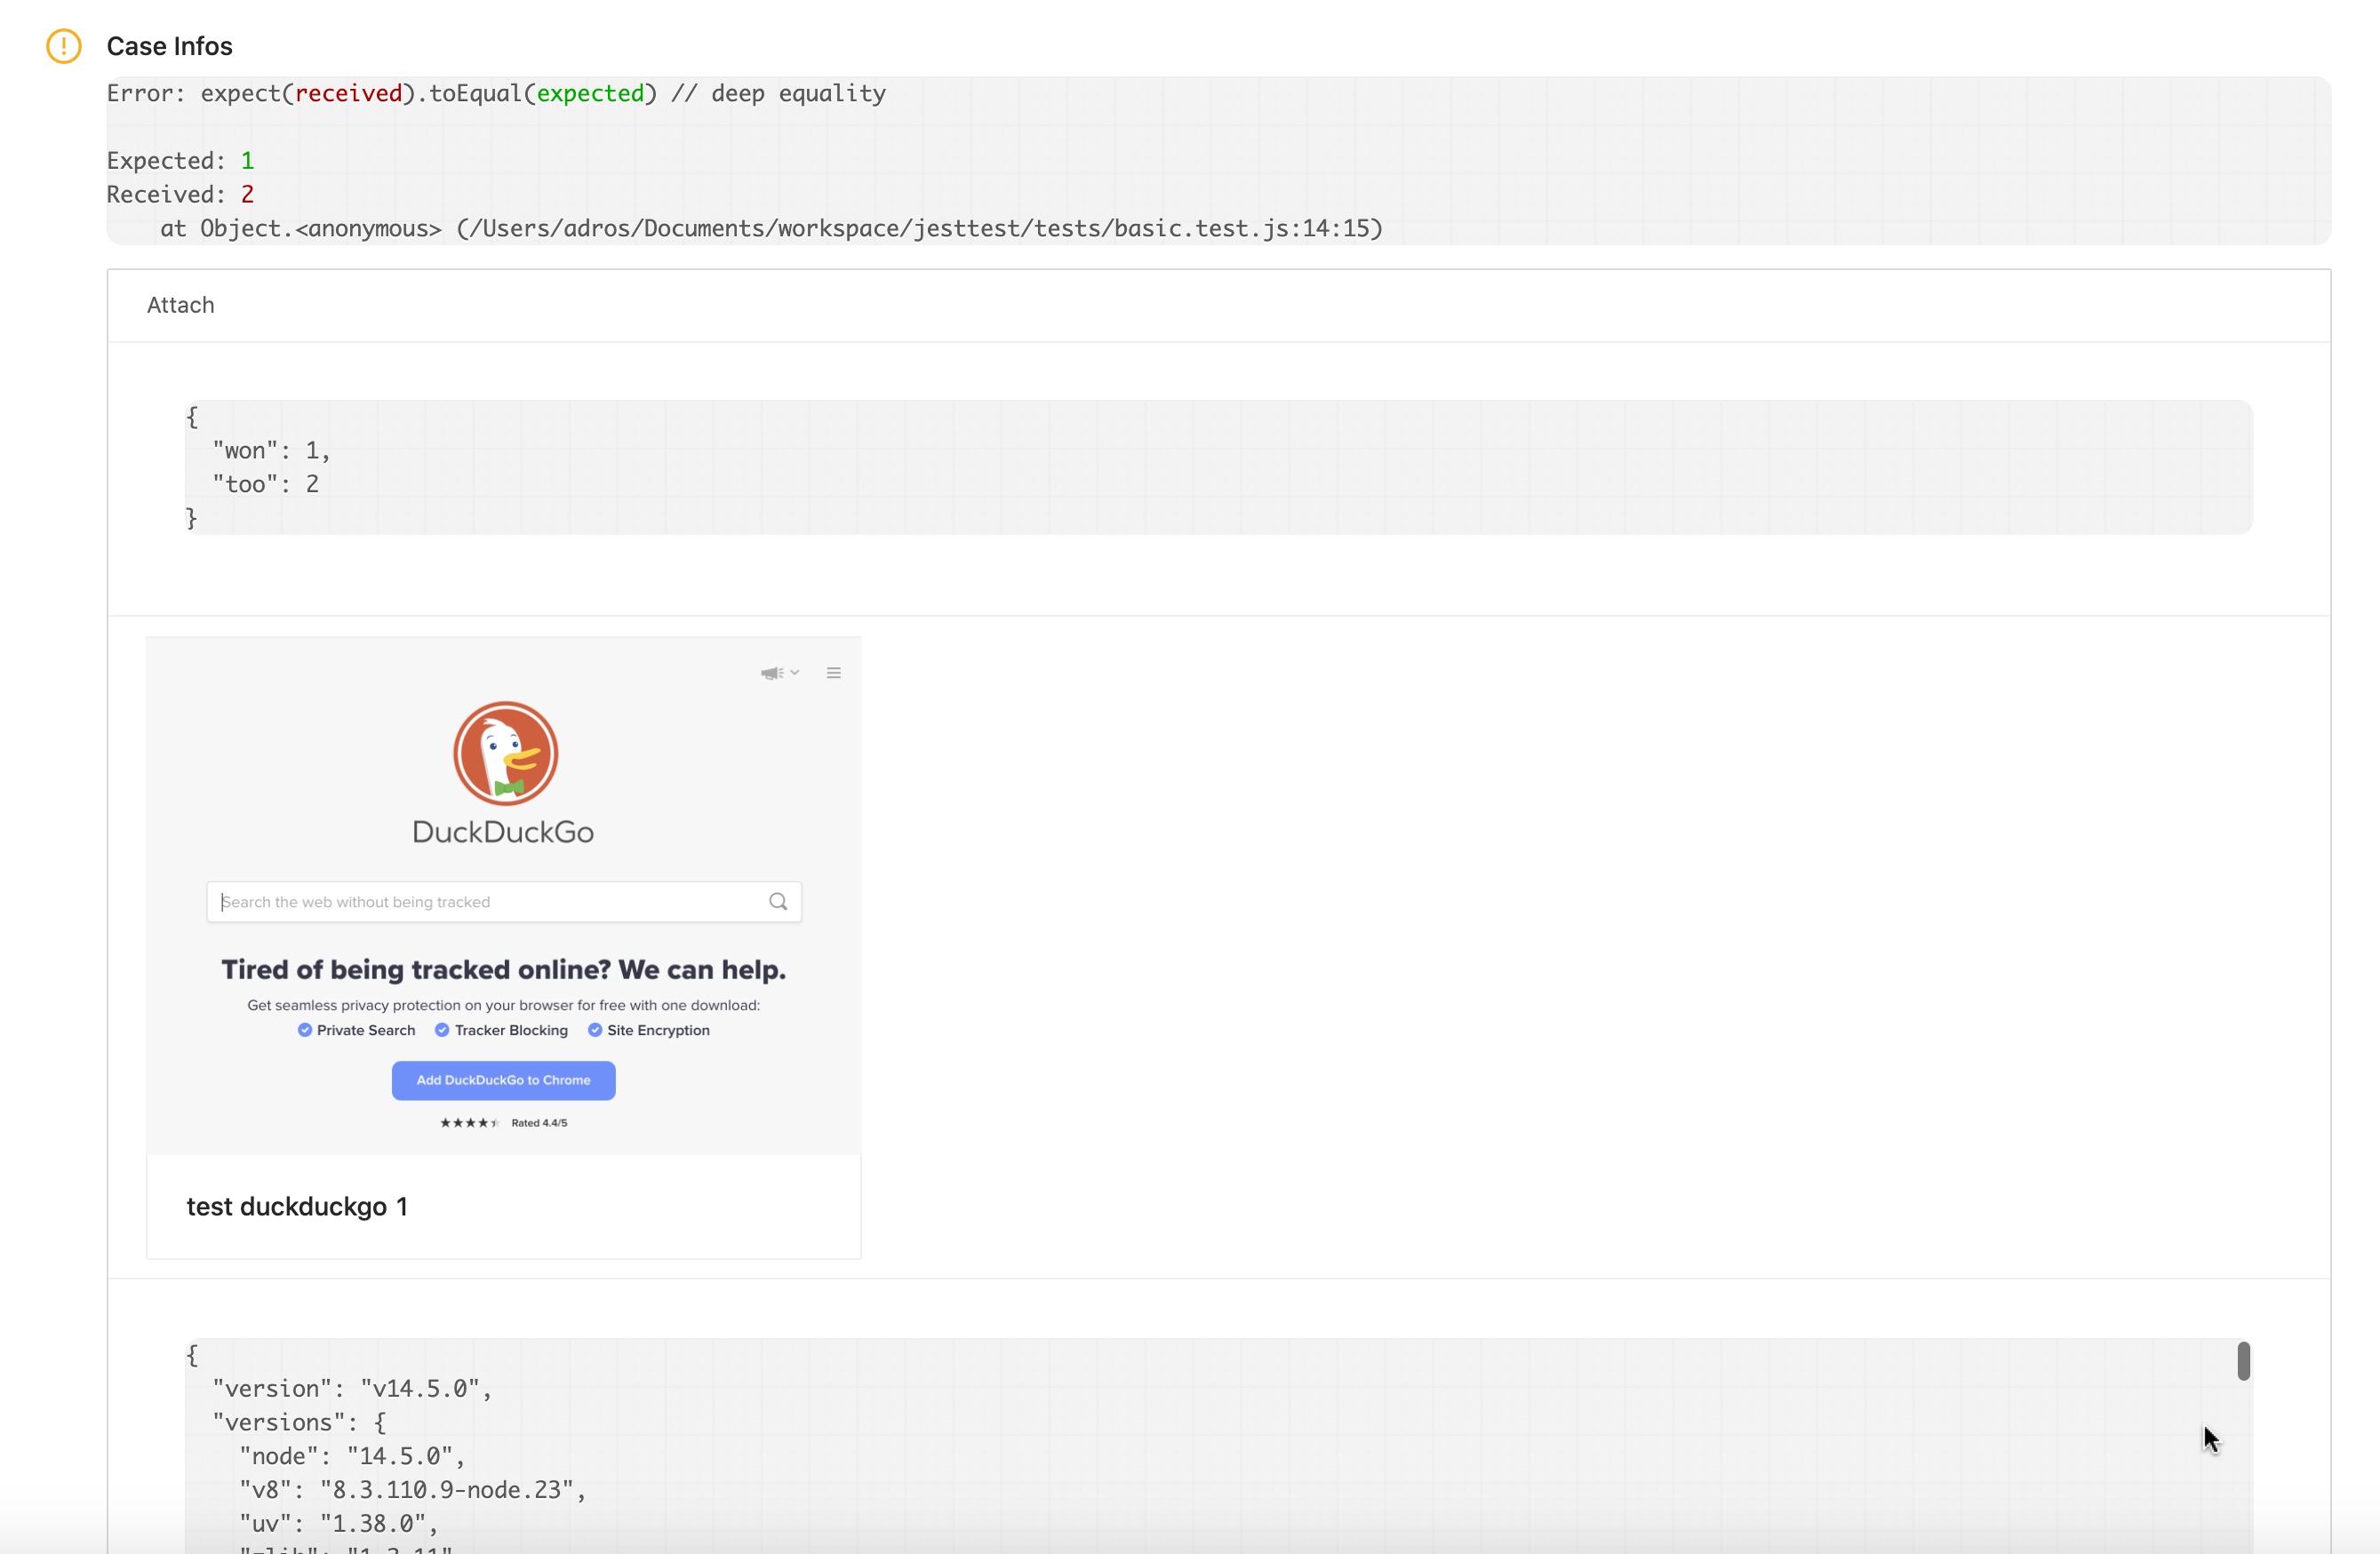 Case Infos
Error: expect(received).toEqual(expected) // deep equality
Expected: 1
Received: 2
at Object.<anonymous> (/Users/adros/Documents/workspace/jesttest/tests/basic.test.js:14:15)
Attach
{
"won": 1,
"too": 2
}
DuckDuckGo
Search the web without being tracked
Tired of being tracked online? We can help.
Get seamless privacy protection on your browser for free with one download:
Private Search Tracker Blocking Site Encryption
Add DuckDuckGo to Chrome
Rated 4.4/5
test duckduckgo 1
{
"version": "v14.5.0",
"versions": {
"node": "14.5.0",
"v8": "8.3.110.9-node.23",
"uv": "1.38.0",